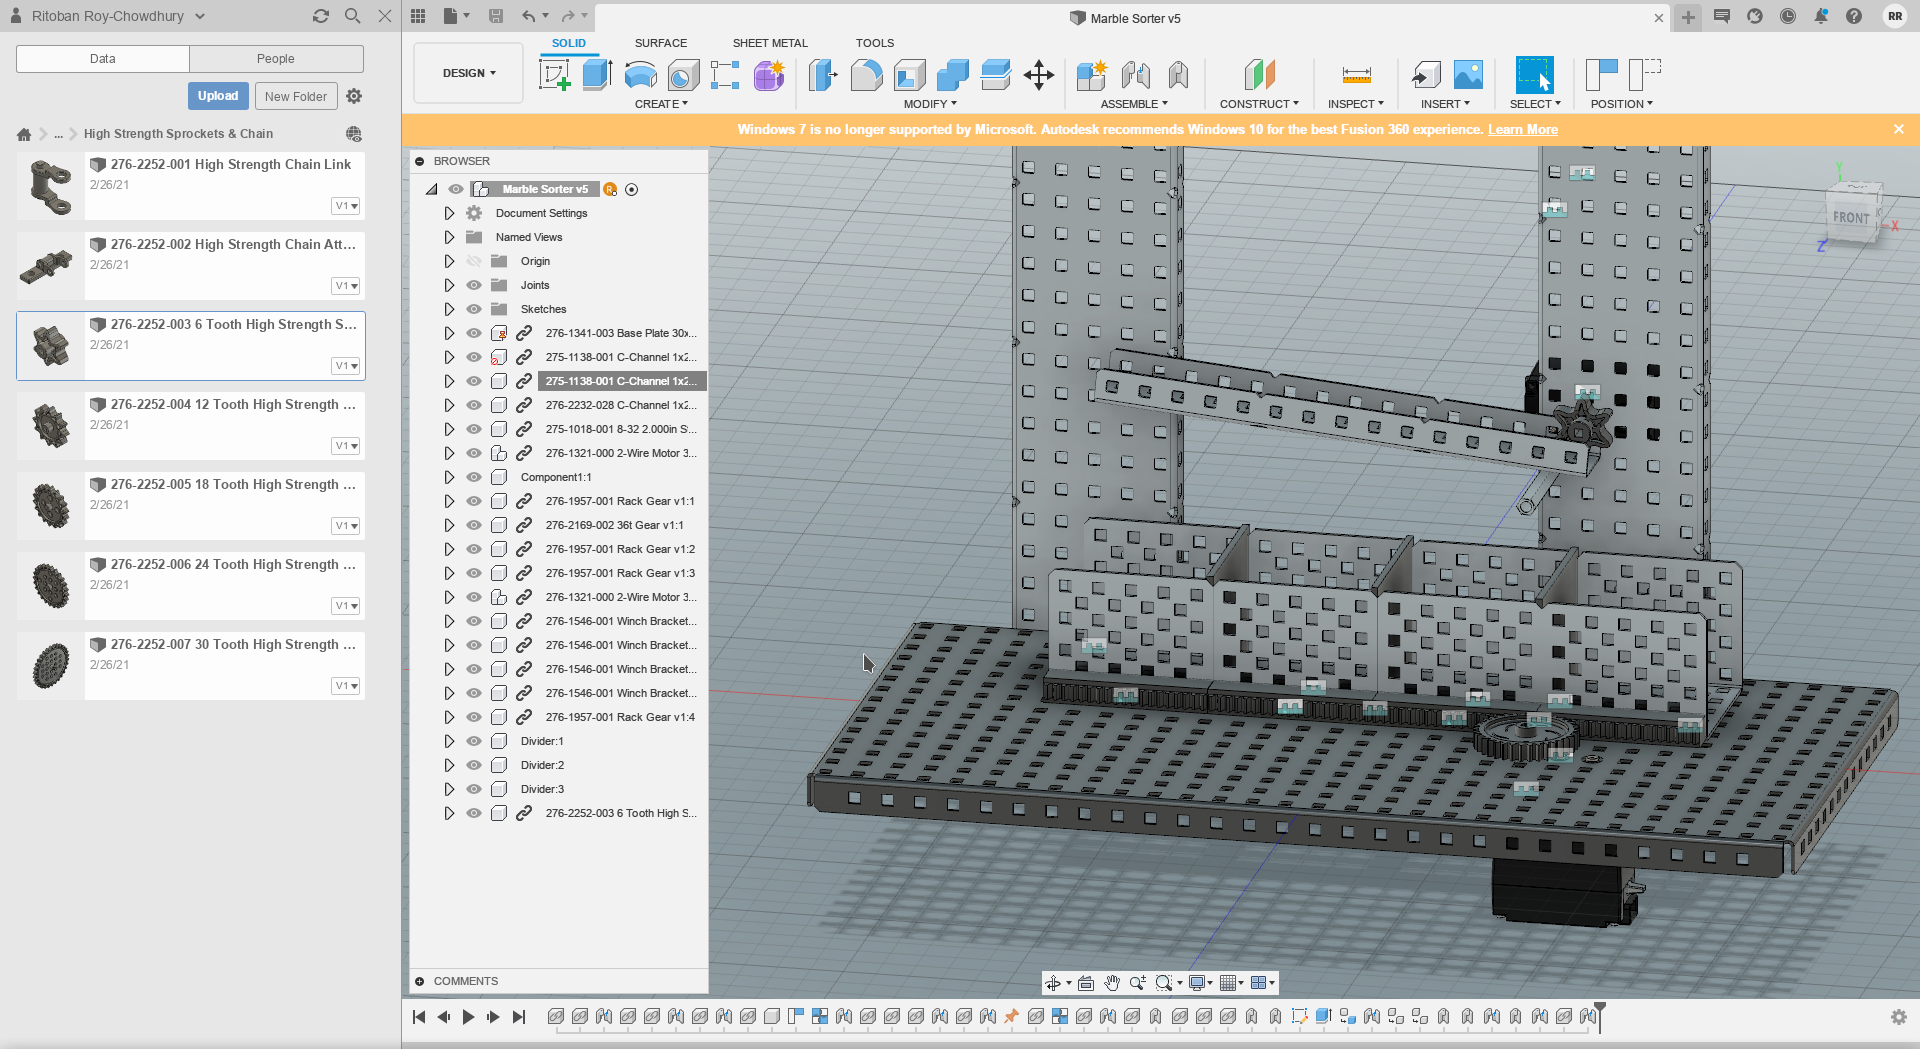 Ritoban Roy-Chowdhury
Data
People
Upload
New Folder
... High Strength Sprockets & Chain
276-2252-001 High Strength Chain Link
2/26/21
V1
276-2252-002 High Strength Chain Att...
2/26/21
V1
276-2252-003 6 Tooth High Strength S...
2/26/21
V1
276-2252-004 12 Tooth High Strength ...
2/26/21
V1
276-2252-005 18 Tooth High Strength ...
2/26/21
V1
276-2252-006 24 Tooth High Strength ...
2/26/21
V1
276-2252-007 30 Tooth High Strength ...
2/26/21
V1
Marble Sorter v5
RR
DESIGN
SOLID
SURFACE
SHEET METAL
TOOLS
CREATE
MODIFY
ASSEMBLE
CONSTRUCT
INSPECT
INSERT
SELECT
POSITION
Windows 7 is no longer supported by Microsoft. Autodesk recommends Windows 10 for the best Fusion 360 experience. Learn More
BROWSER
Marble Sorter v5
R
Document Settings
Named Views
Origin
Joints
Sketches
276-1341-003 Base Plate 30x...
275-1138-001 C-Channel 1x2...
275-1138-001 C-Channel 1x2...
276-2232-028 C-Channel 1x2...
275-1018-001 8-32 2.000in S...
276-1321-000 2-Wire Motor 3...
Component1:1
276-1957-001 Rack Gear v1:1
276-2169-002 36t Gear v1:1
276-1957-001 Rack Gear v1:2
276-1957-001 Rack Gear v1:3
276-1321-000 2-Wire Motor 3...
276-1546-001 Winch Bracket...
276-1546-001 Winch Bracket...
276-1546-001 Winch Bracket...
276-1546-001 Winch Bracket...
276-1957-001 Rack Gear v1:4
Divider:1
Divider:2
Divider:3
276-2252-003 6 Tooth High S...
COMMENTS
Y
FRONT
X
Z